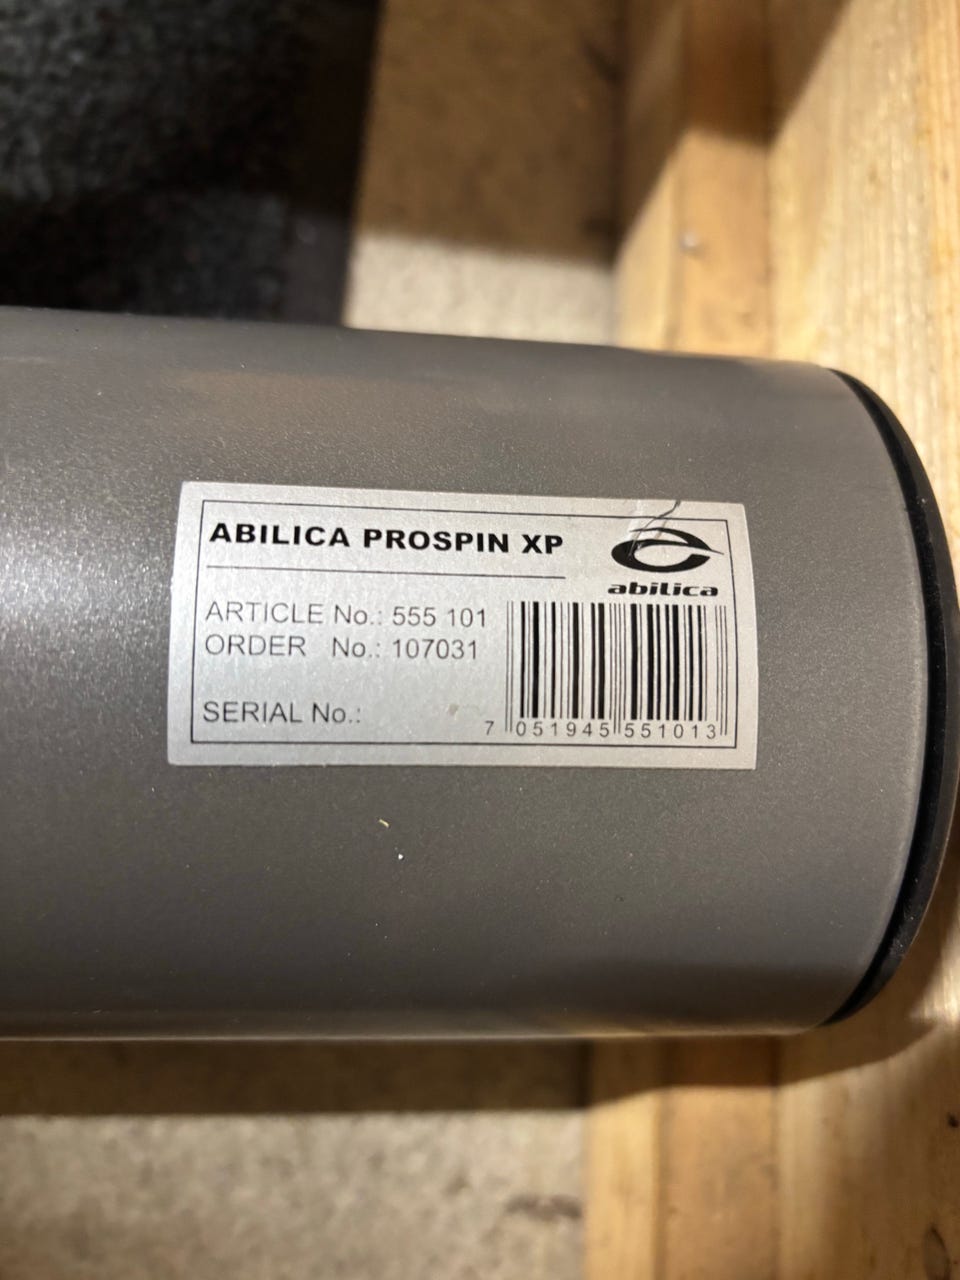 ABILICA PROSPIN XP
abilica
ARTICLE No.: 555 101
ORDER No.: 107031
SERIAL No.:
7 051945 551013